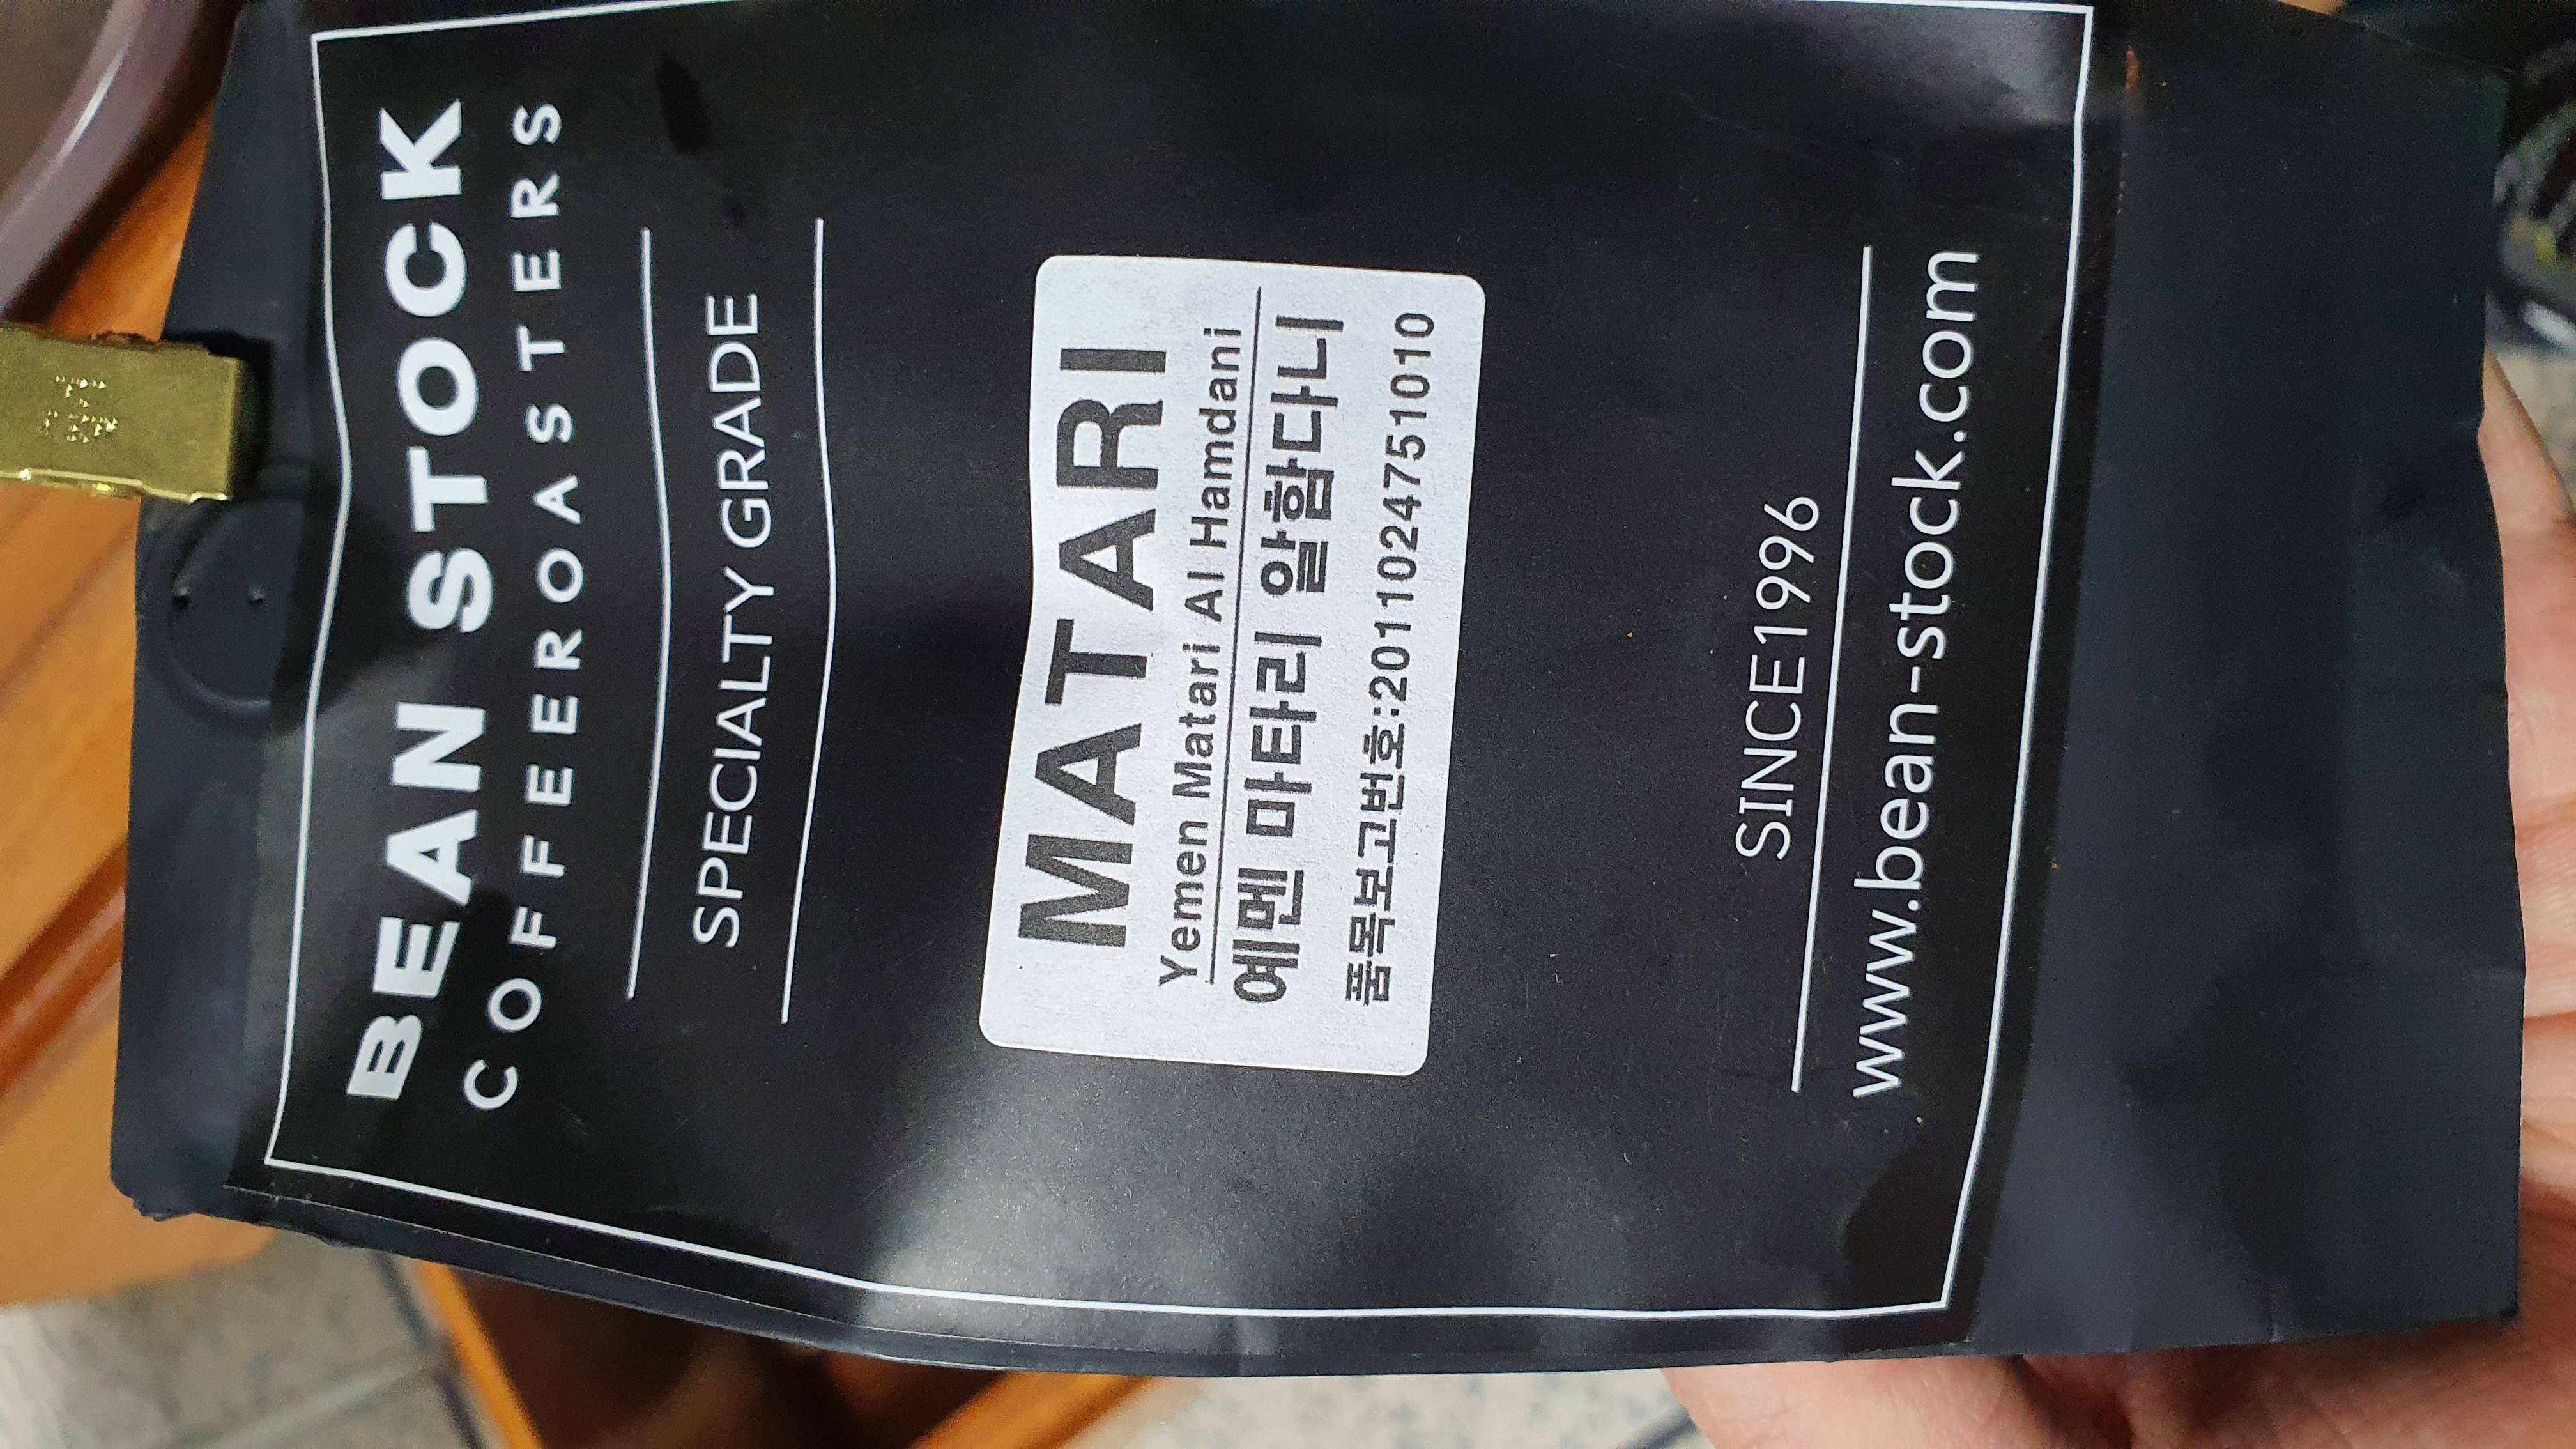 BEAN STOCK
COFFEEROASTERS
SPECIALTY GRADE
MATARI
Yemen Matari Al Hamdani
예멘 마타리 알함다니
품목보고번호:2011024751010
SINCE1996
www.bean-stock.com